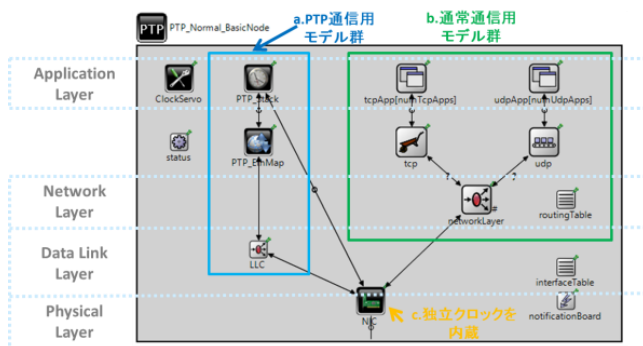 PTP
PTP_Normal_BasicNode
a.PTP通信用
モデル群
b.通常通信用
モデル群
Application
Layer
ClockServo
PTP_Stack
tcpApp[numTcpApps]
udpApp[numUdpApps]
status
PTP_EthMap
tcp
udp
Network
Layer
networkLayer
routingTable
Data Link
Layer
LLC
interfaceTable
Physical
Layer
NIC
c.独立クロックを
内蔵
notificationBoard